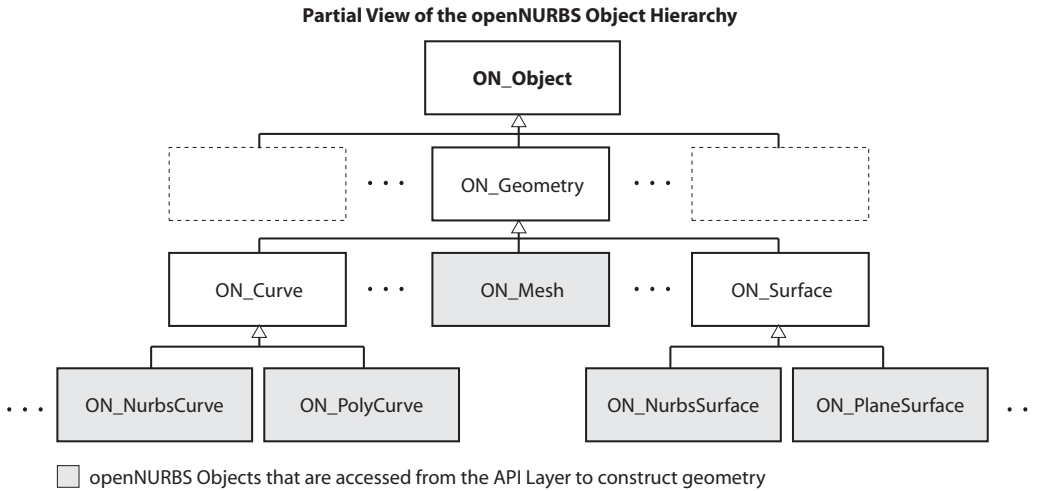 Partial View of the openNURBS Object Hierarchy
ON_Object
. . . ON_Geometry . . .
ON_Curve . . . ON_Mesh . . . ON_Surface
. . . ON_NurbsCurve ON_PolyCurve ON_NurbsSurface ON_PlaneSurface . .
openNURBS Objects that are accessed from the API Layer to construct geometry